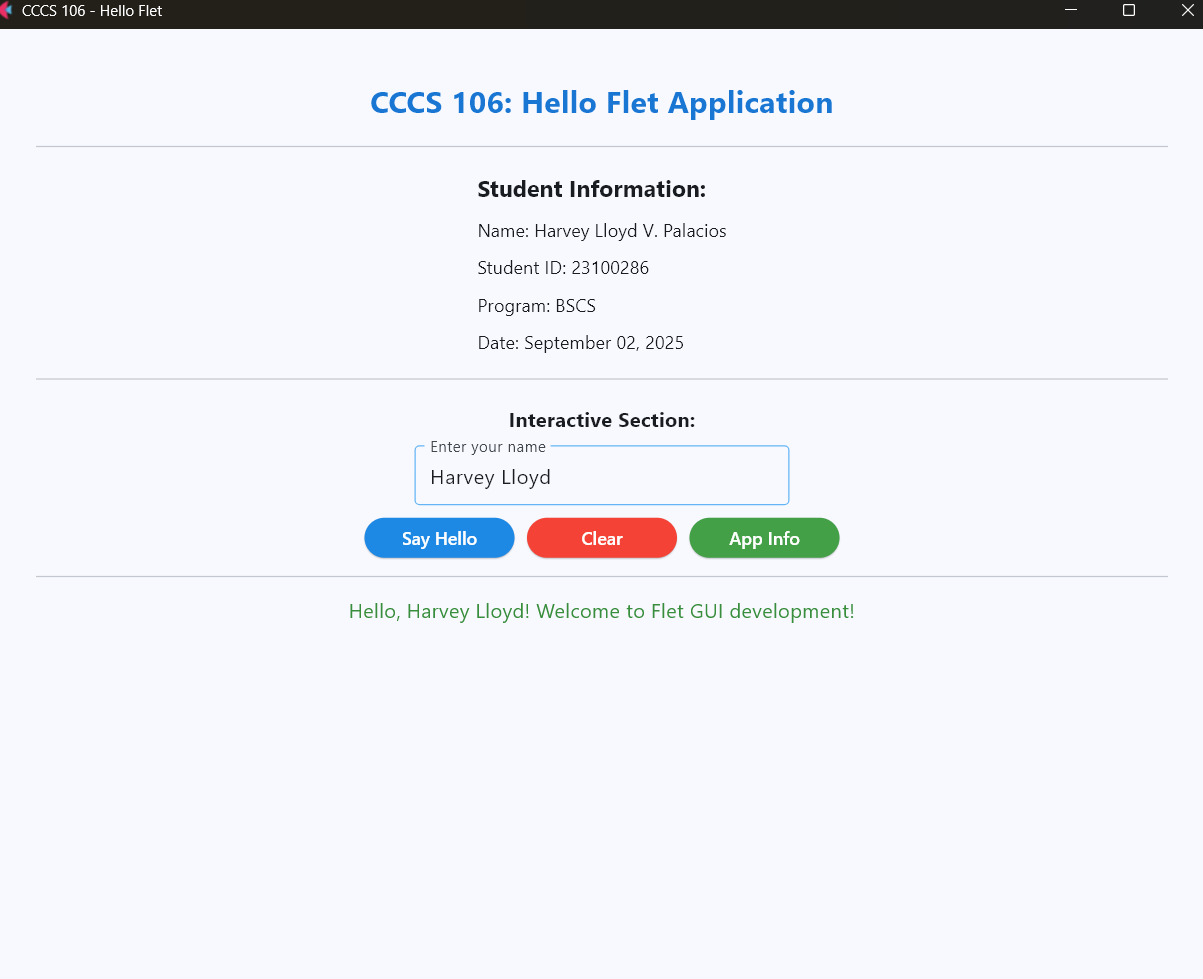 CCCS 106 - Hello Flet
CCCS 106: Hello Flet Application
Student Information:
Name: Harvey Lloyd V. Palacios
Student ID: 23100286
Program: BSCS
Date: September 02, 2025
Interactive Section:
Enter your name
Harvey Lloyd
Say Hello Clear App Info
Hello, Harvey Lloyd! Welcome to Flet GUI development!